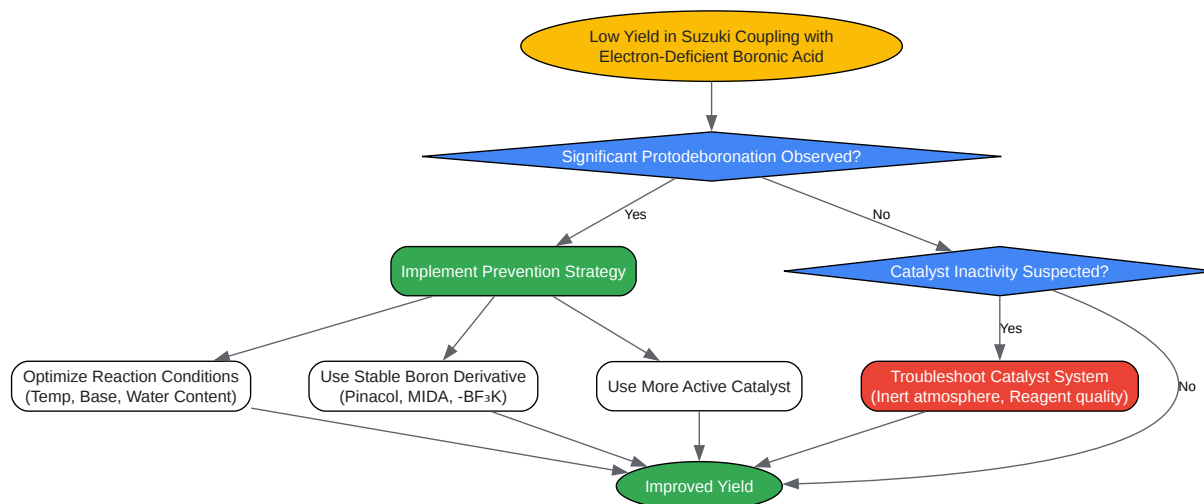 Low Yield in Suzuki Coupling with
Electron-Deficient Boronic Acid
Significant Protodeboronation Observed?
Yes
No
Implement Prevention Strategy
Catalyst Inactivity Suspected?
Yes
No
Optimize Reaction Conditions
(Temp, Base, Water Content)
Use Stable Boron Derivative
(Pinacol, MIDA, -BF₃K)
Use More Active Catalyst
Troubleshoot Catalyst System
(Inert atmosphere, Reagent quality)
Improved Yield